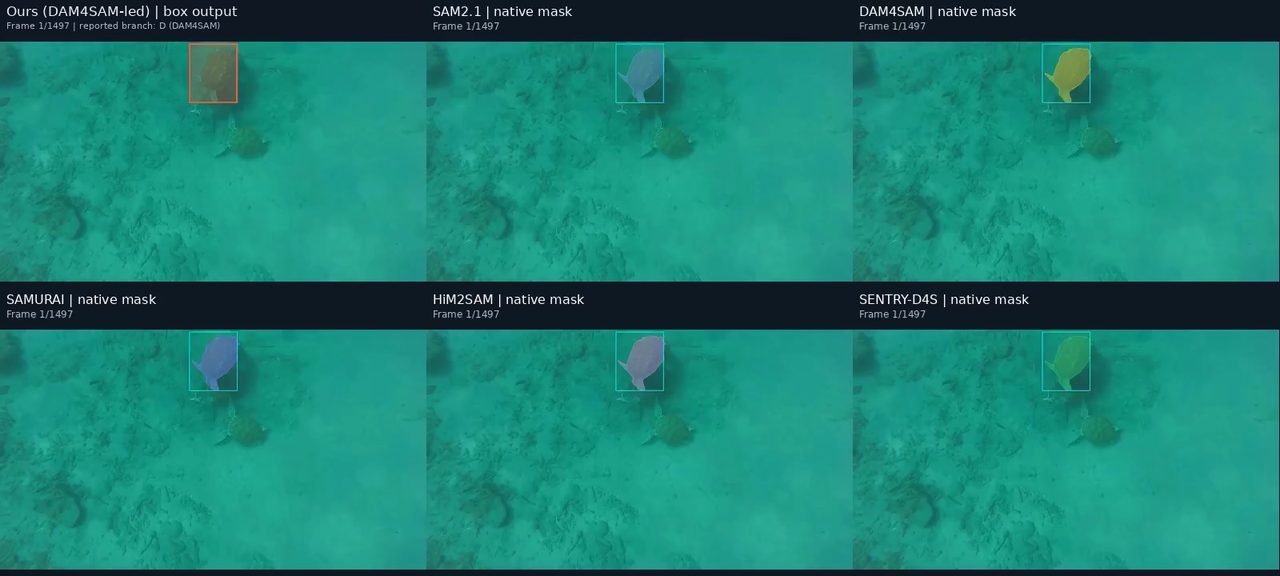 Ours (DAM4SAM-led) | box output
Frame 1/1497 | reported branch: D (DAM4SAM)
SAM2.1 | native mask
Frame 1/1497
DAM4SAM | native mask
Frame 1/1497
SAMURAI | native mask
Frame 1/1497
HiM2SAM | native mask
Frame 1/1497
SENTRY-D4S | native mask
Frame 1/1497